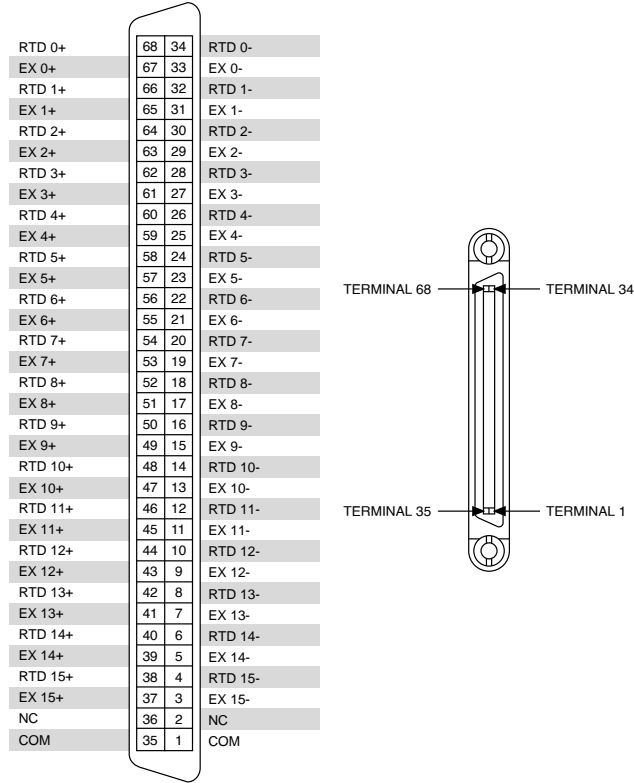 RTD 0+ 68 34 RTD 0-
EX 0+ 67 33 EX 0-
RTD 1+ 66 32 RTD 1-
EX 1+ 65 31 EX 1-
RTD 2+ 64 30 RTD 2-
EX 2+ 63 29 EX 2-
RTD 3+ 62 28 RTD 3-
EX 3+ 61 27 EX 3-
RTD 4+ 60 26 RTD 4-
EX 4+ 59 25 EX 4-
RTD 5+ 58 24 RTD 5-
EX 5+ 57 23 EX 5-
RTD 6+ 56 22 RTD 6-
EX 6+ 55 21 EX 6-
RTD 7+ 54 20 RTD 7-
EX 7+ 53 19 EX 7-
RTD 8+ 52 18 RTD 8-
EX 8+ 51 17 EX 8-
RTD 9+ 50 16 RTD 9-
EX 9+ 49 15 EX 9-
RTD 10+ 48 14 RTD 10-
EX 10+ 47 13 EX 10-
RTD 11+ 46 12 RTD 11-
EX 11+ 45 11 EX 11-
RTD 12+ 44 10 RTD 12-
EX 12+ 43 9 EX 12-
RTD 13+ 42 8 RTD 13-
EX 13+ 41 7 EX 13-
RTD 14+ 40 6 RTD 14-
EX 14+ 39 5 EX 14-
RTD 15+ 38 4 RTD 15-
EX 15+ 37 3 EX 15-
NC 36 2 NC
COM 35 1 COM
TERMINAL 68 TERMINAL 34
TERMINAL 35 TERMINAL 1